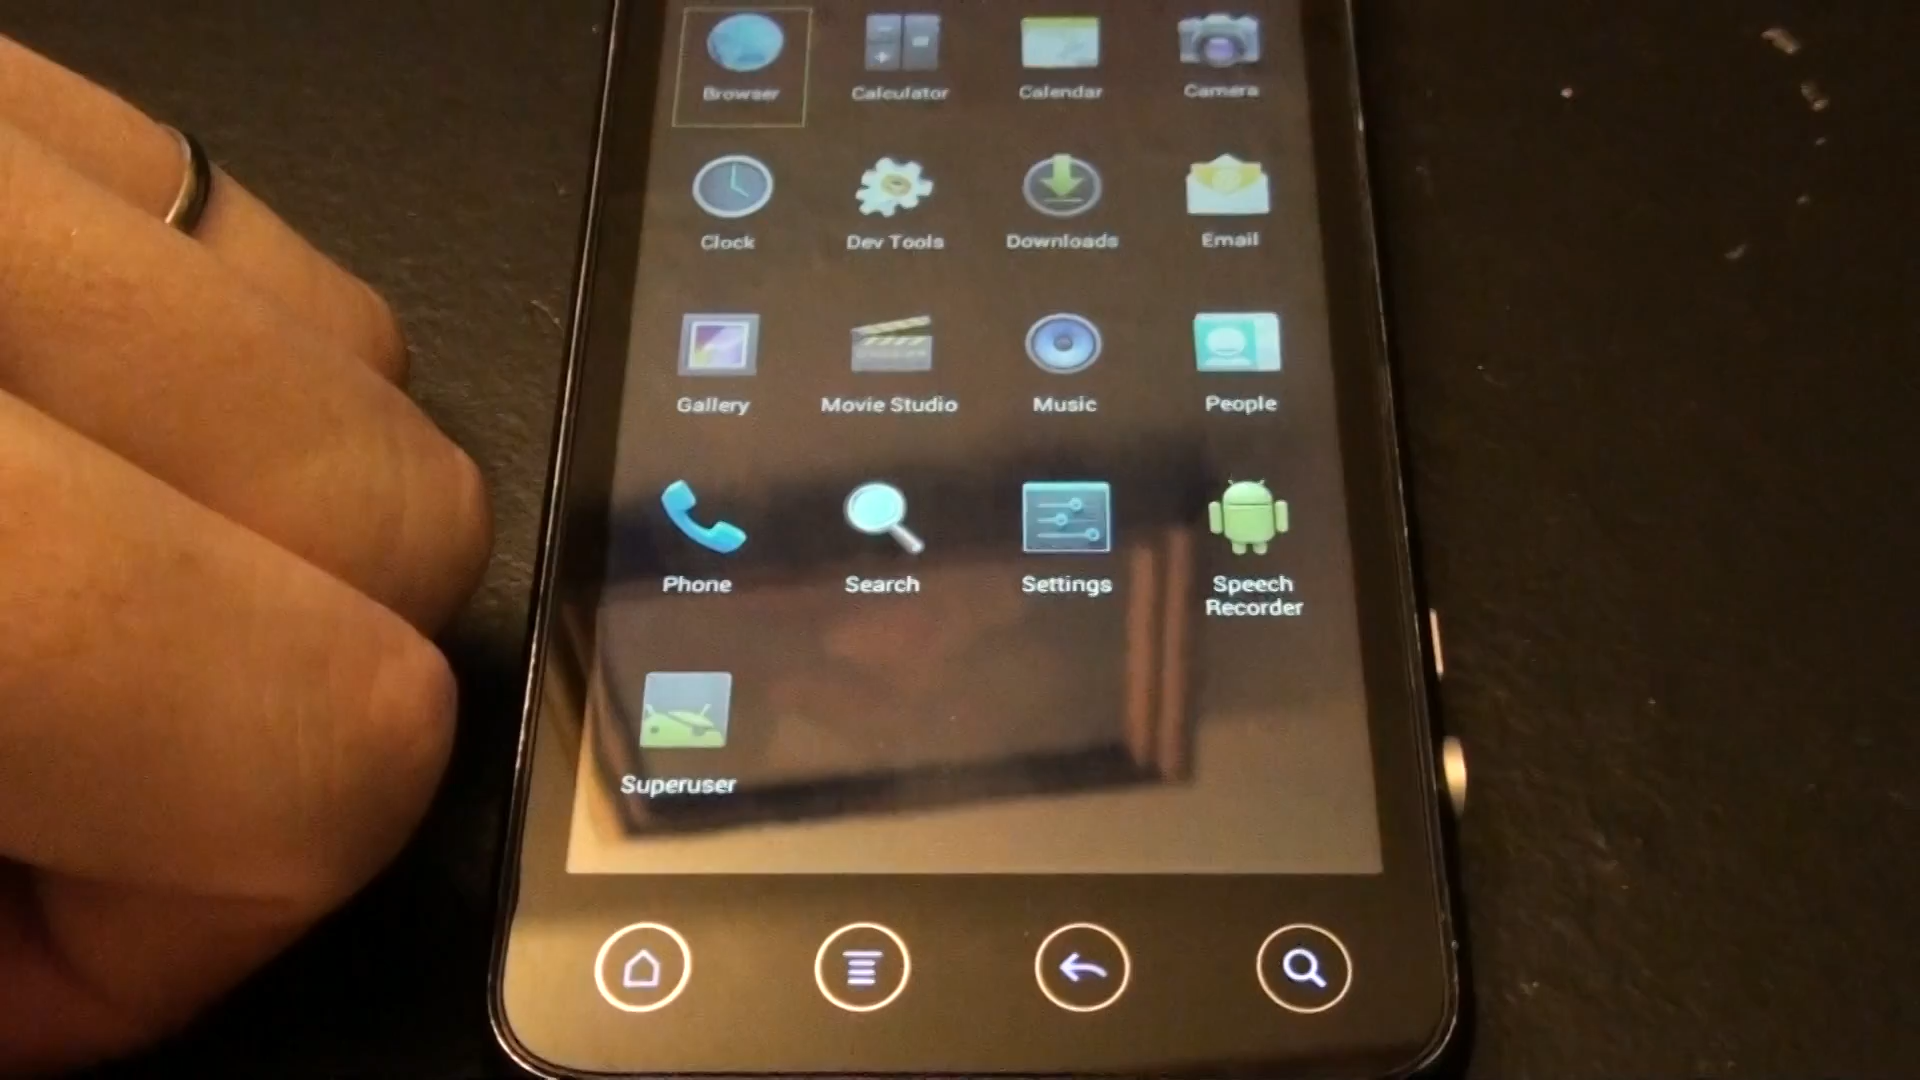 Browser Calculator Calendar Camera
Clock Dev Tools Downloads Email
Gallery Movie Studio Music People
Phone Search Settings Speech
Recorder
Superuser